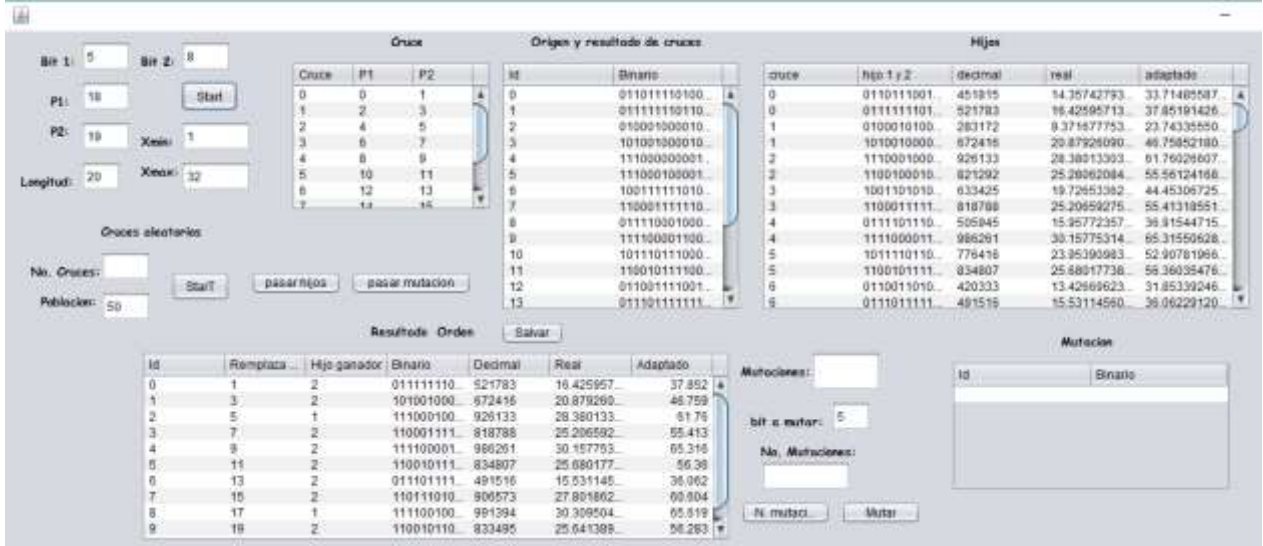 Bit 1: 5 Bit 2: 8
P1: 18 Start
P2: 19 Xmin: 1
Longitud: 20 Xmax: 32
Cruce
Cruce P1 P2
0 0 1
1 2 3
2 4 5
3 6 7
4 8 9
5 10 11
6 12 13
7 14 15
Origen y resultado de cruces
Id Binario
0 011011110100...
1 011111110110...
2 010001000010...
3 101001000010...
4 111000000001...
5 111000100001...
6 100111111010...
7 110001111110...
8 011110001000...
9 111100001100...
10 101110111000...
11 110010111100...
12 011001111001...
13 011101111111...
Hijos
cruce hijo 1 y 2 decimal real adaptado
0 0110111001... 451915 14.35742793... 33.71485587...
0 0111111101... 521783 16.42595713... 37.85191426...
1 0100010100... 283172 9.371677753... 23.74335550...
1 1010010000... 672416 20.87926090... 46.75852180...
2 1110001000... 926133 28.38013303... 61.76026607...
2 1100100010... 821292 25.28062084... 55.56124168...
3 1001101010... 633425 19.72653362... 44.45306725...
3 1100011111... 818788 25.20659275... 55.41318551...
4 0111101110... 505945 15.95772357... 36.91544715...
4 1111000011... 986261 30.15775314... 65.31550628...
5 1011110110... 776416 23.95390983... 52.90781966...
5 1100101111... 834807 25.68017738... 56.36035476...
6 0110011010... 420333 13.42669623... 31.85339246...
6 0111011111... 491516 15.53114560... 36.06229120...
Cruces aleatorios
No. Cruces:
StarT pasar hijos pasar mutacion
Poblacion: 50
Resultado Orden Salvar
Id Remplaza ... Hijo ganador Binario Decimal Real Adaptado
0 1 2 011111110... 521783 16.425957... 37.852
1 3 2 101001000... 672416 20.879260... 46.759
2 5 1 111000100... 926133 28.380133... 61.76
3 7 2 110001111... 818788 25.206592... 55.413
4 9 2 111100001... 986261 30.157753... 65.316
5 11 2 110010111... 834807 25.680177... 56.36
6 13 2 011101111... 491516 15.531145... 36.062
7 15 2 110111010... 906573 27.801862... 60.604
8 17 1 111100100... 991394 30.309504... 65.619
9 19 2 110010110... 833495 25.641389... 56.283
Mutaciones:
bit a mutar: 5
No. Mutaciones:
N. mutaci... Mutar
Mutacion
Id Binario